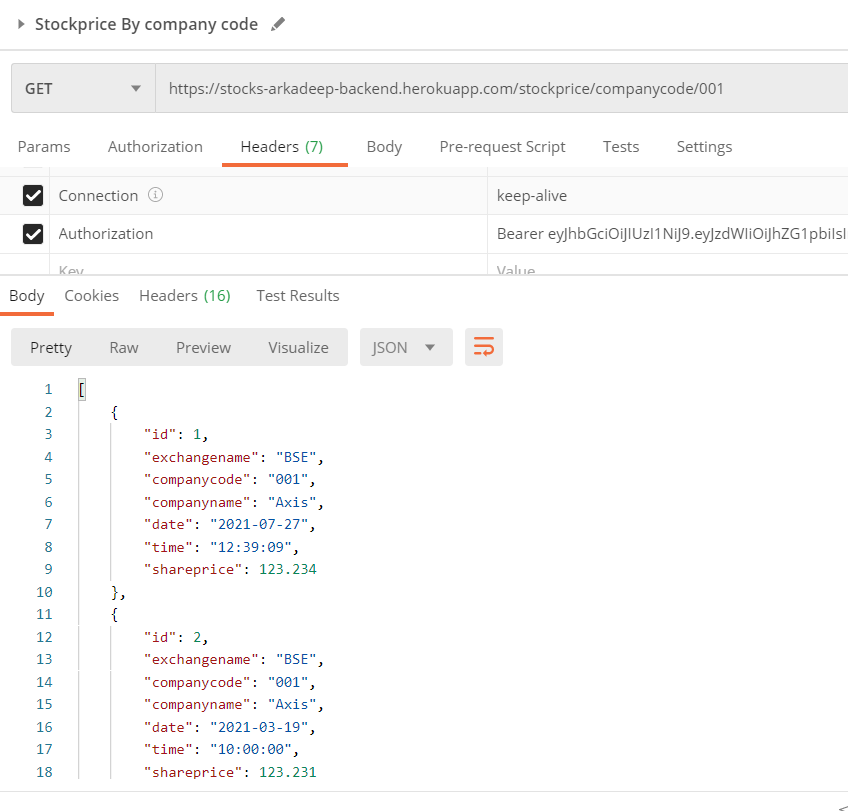 Stockprice By company code
GET https://stocks-arkadeep-backend.herokuapp.com/stockprice/companycode/001
Params Authorization Headers (7) Body Pre-request Script Tests Settings
Connection keep-alive
Authorization Bearer eyJhbGciOiJIUzI1NiJ9.eyJzdWIiOiJhZG1pbiIsI
Key Value
Body Cookies Headers (16) Test Results
Pretty Raw Preview Visualize JSON
1 [
2 {
3 "id": 1,
4 "exchangename": "BSE",
5 "companycode": "001",
6 "companyname": "Axis",
7 "date": "2021-07-27",
8 "time": "12:39:09",
9 "shareprice": 123.234
10 },
11 {
12 "id": 2,
13 "exchangename": "BSE",
14 "companycode": "001",
15 "companyname": "Axis",
16 "date": "2021-03-19",
17 "time": "10:00:00",
18 "shareprice": 123.231